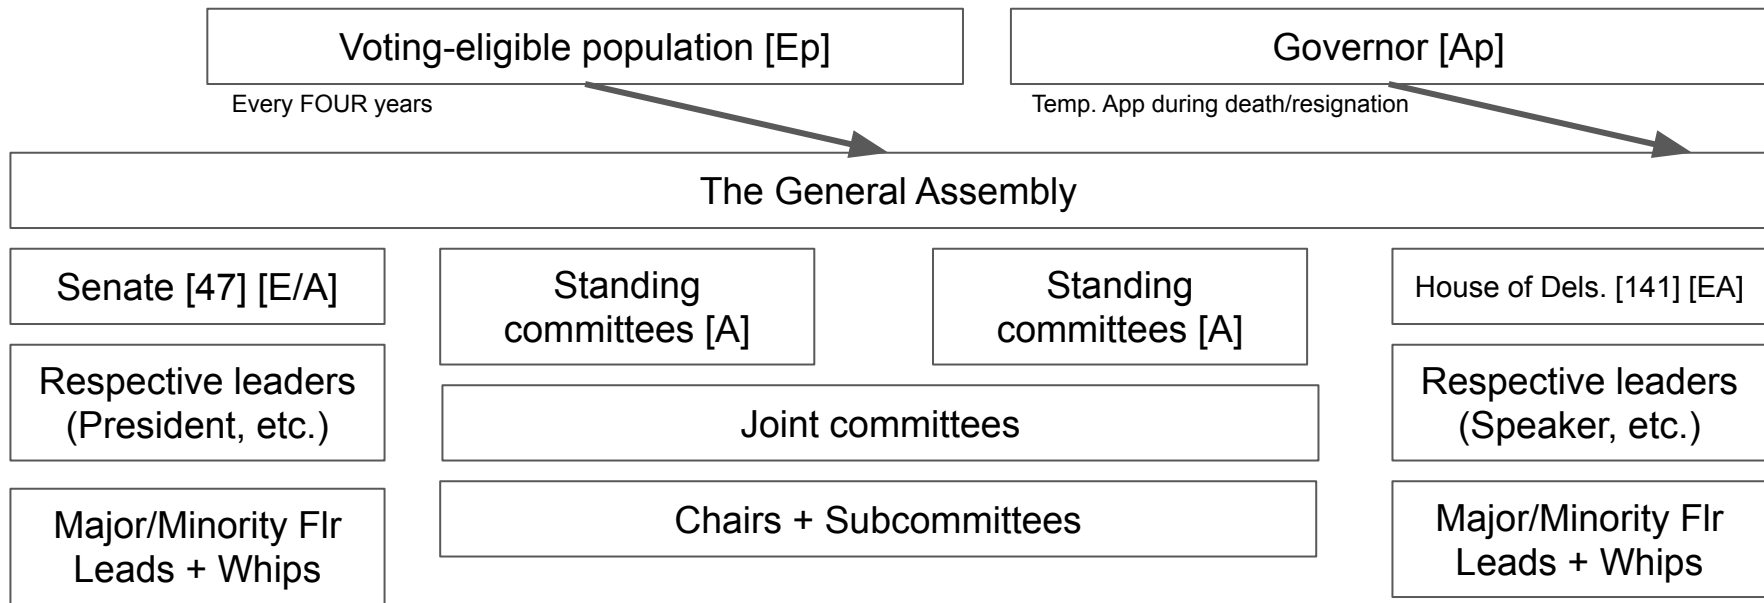 Voting-eligible population [Ep]
Governor [Ap]
Every FOUR years
Temp. App during death/resignation
The General Assembly
Senate [47] [E/A]
Standing
committees [A]
Standing
committees [A]
House of Dels. [141] [EA]
Respective leaders
(President, etc.)
Joint committees
Respective leaders
(Speaker, etc.)
Major/Minority Flr
Leads + Whips
Chairs + Subcommittees
Major/Minority Flr
Leads + Whips